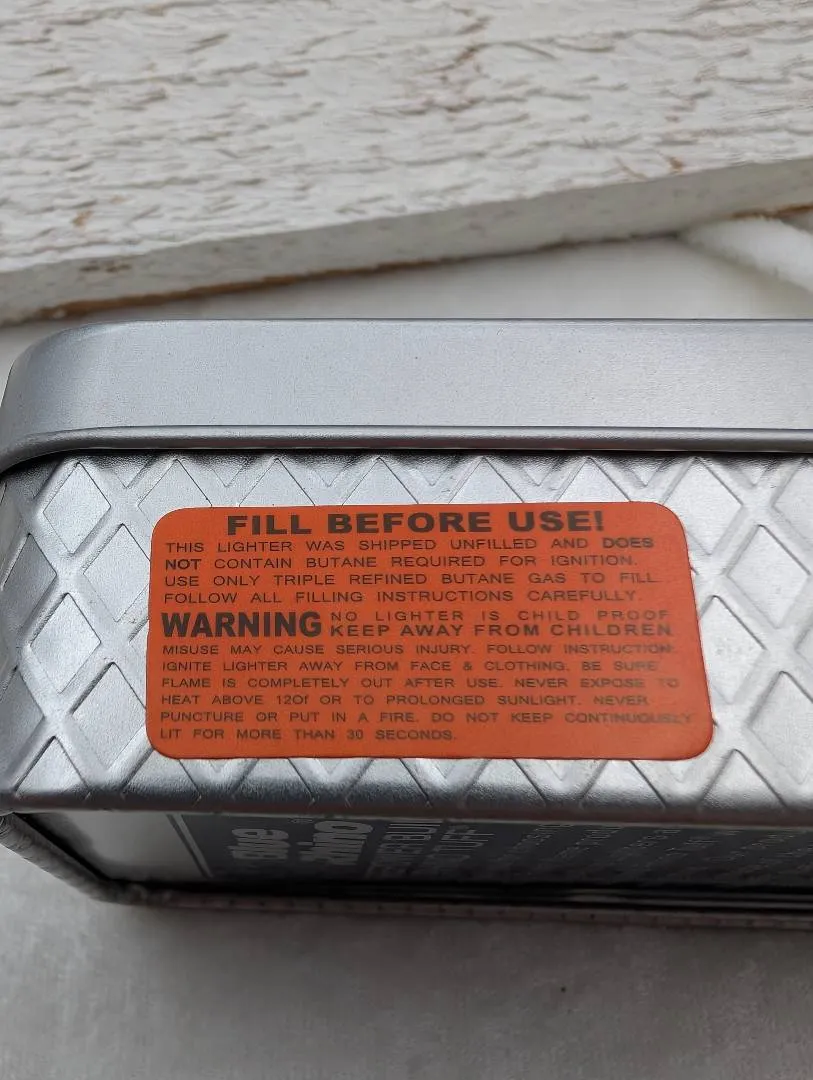 FILL BEFORE USE!
THIS LIGHTER WAS SHIPPED UNFILLED AND DOES
NOT CONTAIN BUTANE REQUIRED FOR IGNITION.
USE ONLY TRIPLE REFINED BUTANE GAS TO FILL.
FOLLOW ALL FILLING INSTRUCTIONS CAREFULLY.
WARNING NO LIGHTER IS CHILD PROOF
KEEP AWAY FROM CHILDREN
MISUSE MAY CAUSE SERIOUS INJURY. FOLLOW INSTRUCTION.
IGNITE LIGHTER AWAY FROM FACE & CLOTHING. BE SURE
FLAME IS COMPLETELY OUT AFTER USE. NEVER EXPOSE TO
HEAT ABOVE 120f OR TO PROLONGED SUNLIGHT. NEVER
PUNCTURE OR PUT IN A FIRE. DO NOT KEEP CONTINUOUSLY
LIT FOR MORE THAN 30 SECONDS.
Blue
Rhino®